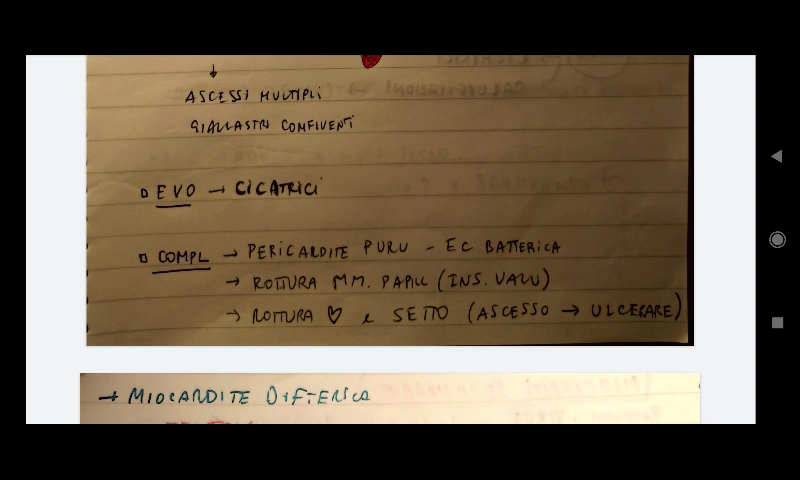 ↓
ASCESSI MULTIPLI
GIALLASTRI CONFIUENTI
□ EVO → CICATRICI
□ COMPL → PERICARDITE PURU - EC BATTERICA
→ ROTTURA MM. PAPILL (INS. VALV)
→ ROTTURA ♡ e SETTO (ASCESSO → ULCERARE)
→ MIOCARDITE DIFTERICA